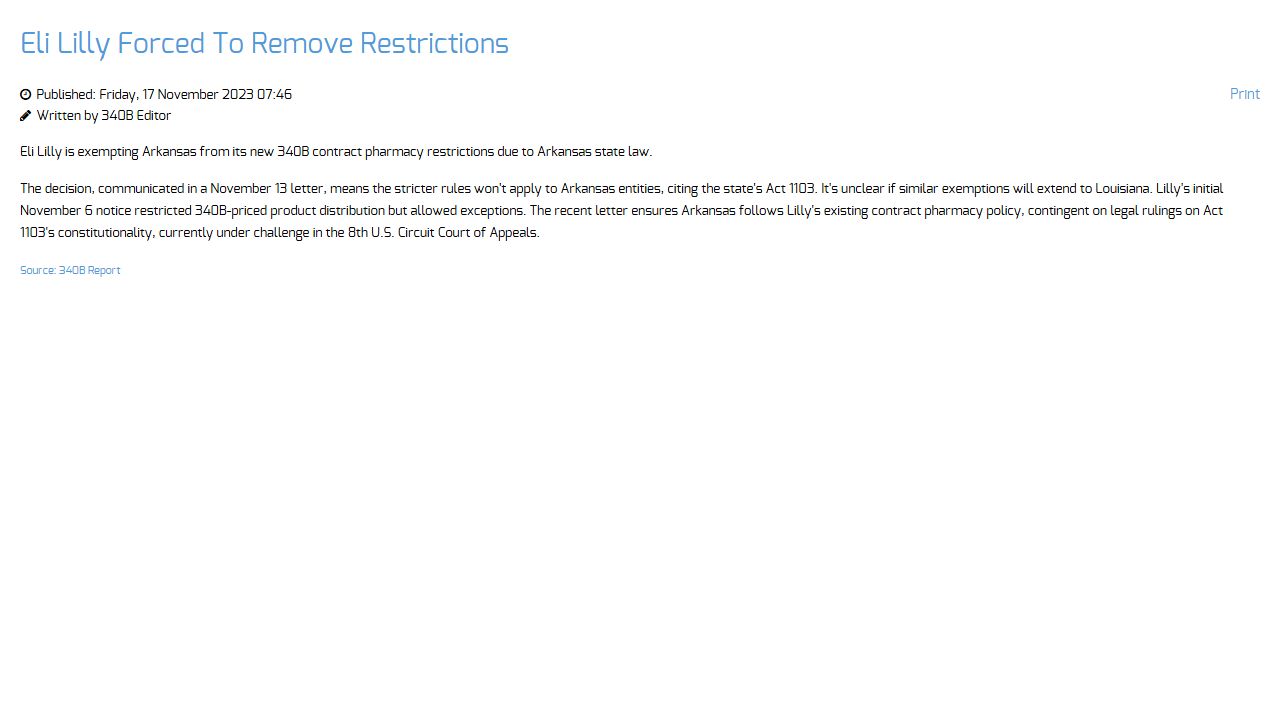 Eli Lilly Forced To Remove Restrictions
Published: Friday, 17 November 2023 07:46
Print
Written by 340B Editor
Eli Lilly is exempting Arkansas from its new 340B contract pharmacy restrictions due to Arkansas state law.
The decision, communicated in a November 13 letter, means the stricter rules won't apply to Arkansas entities, citing the state's Act 1103. It's unclear if similar exemptions will extend to Louisiana. Lilly's initial
November 6 notice restricted 340B-priced product distribution but allowed exceptions. The recent letter ensures Arkansas follows Lilly's existing contract pharmacy policy, contingent on legal rulings on Act
1103's constitutionality, currently under challenge in the 8th U.S. Circuit Court of Appeals.
Source: 340B Report